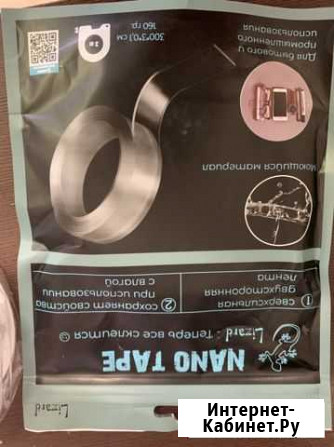 Lizard
NANO TAPE
Lizard : Теперь все склеится ☺
1 сверхсильная двухсторонняя лента
2 сохраняет свойства при использовании с влагой
Моющийся материал
Для бытового и промышленного использования
300*3*0,1 см
160 гр.
3м
Интернет-
Кабинет.Ру